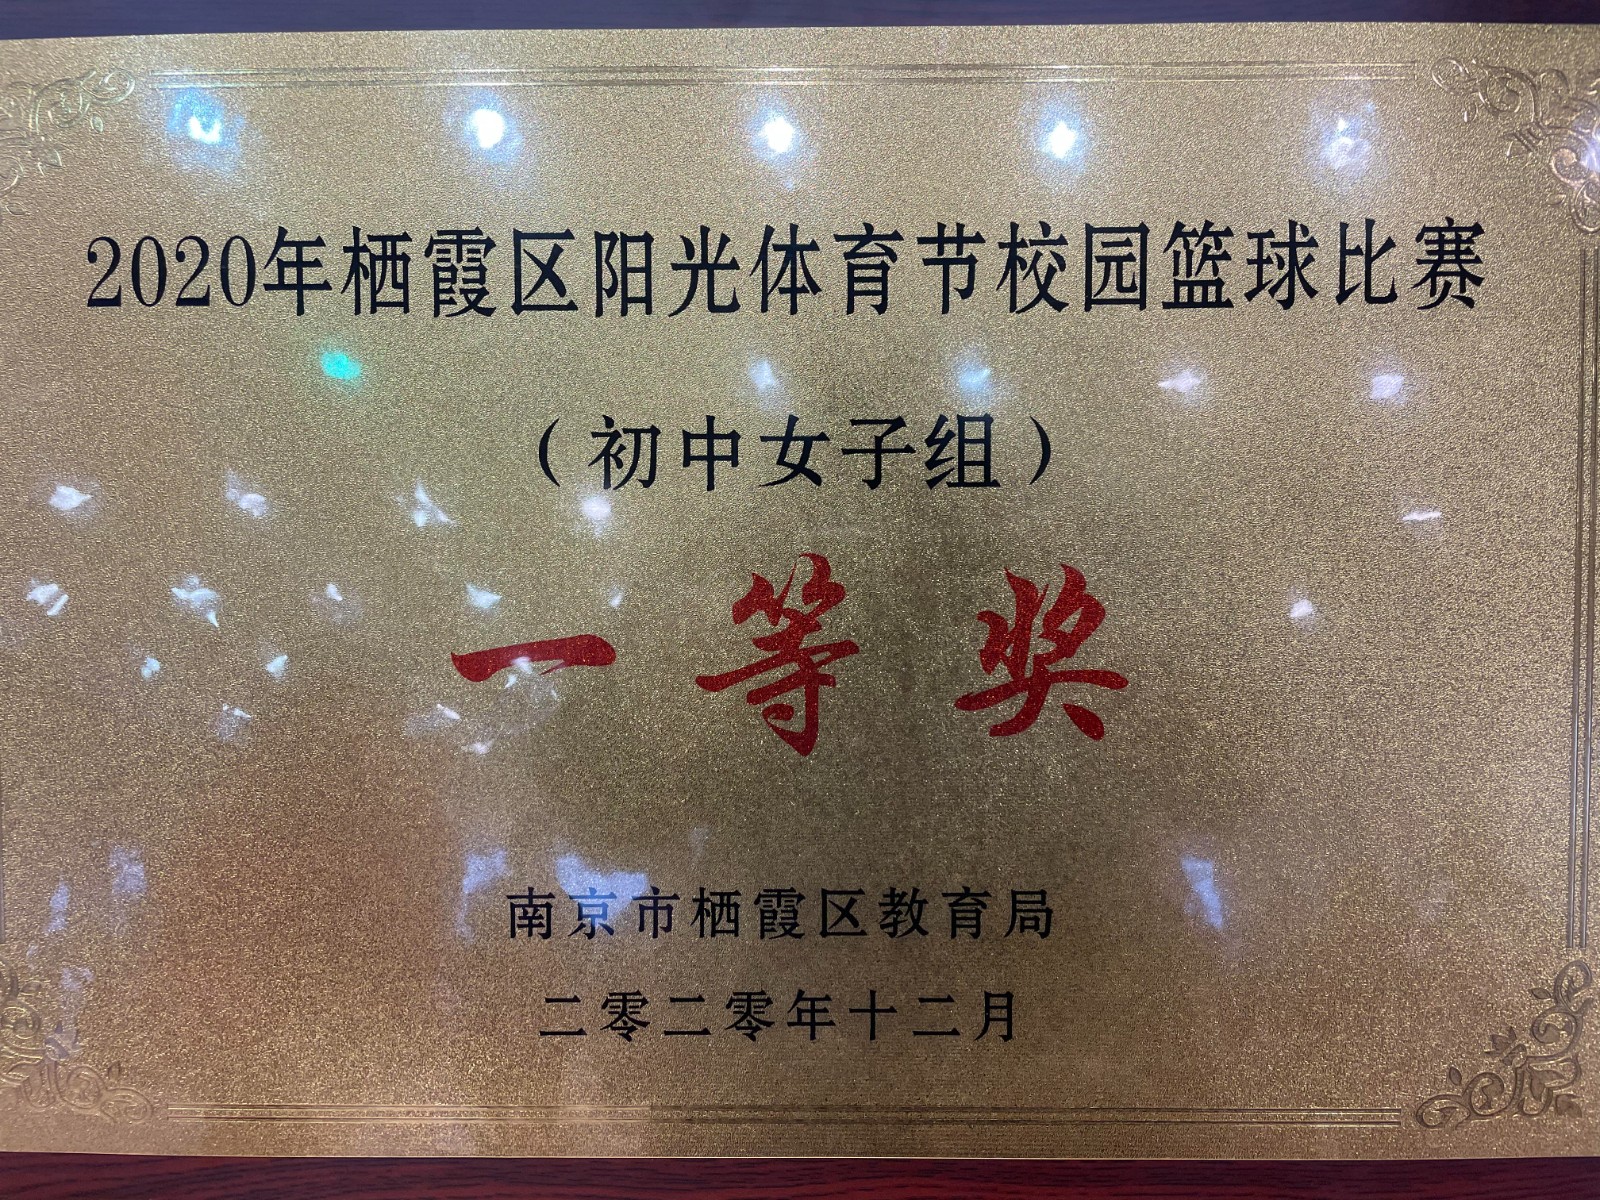 2020年栖霞区阳光体育节校园篮球比赛
（初中女子组）
一等奖
南京市栖霞区教育局
二零二零年十二月